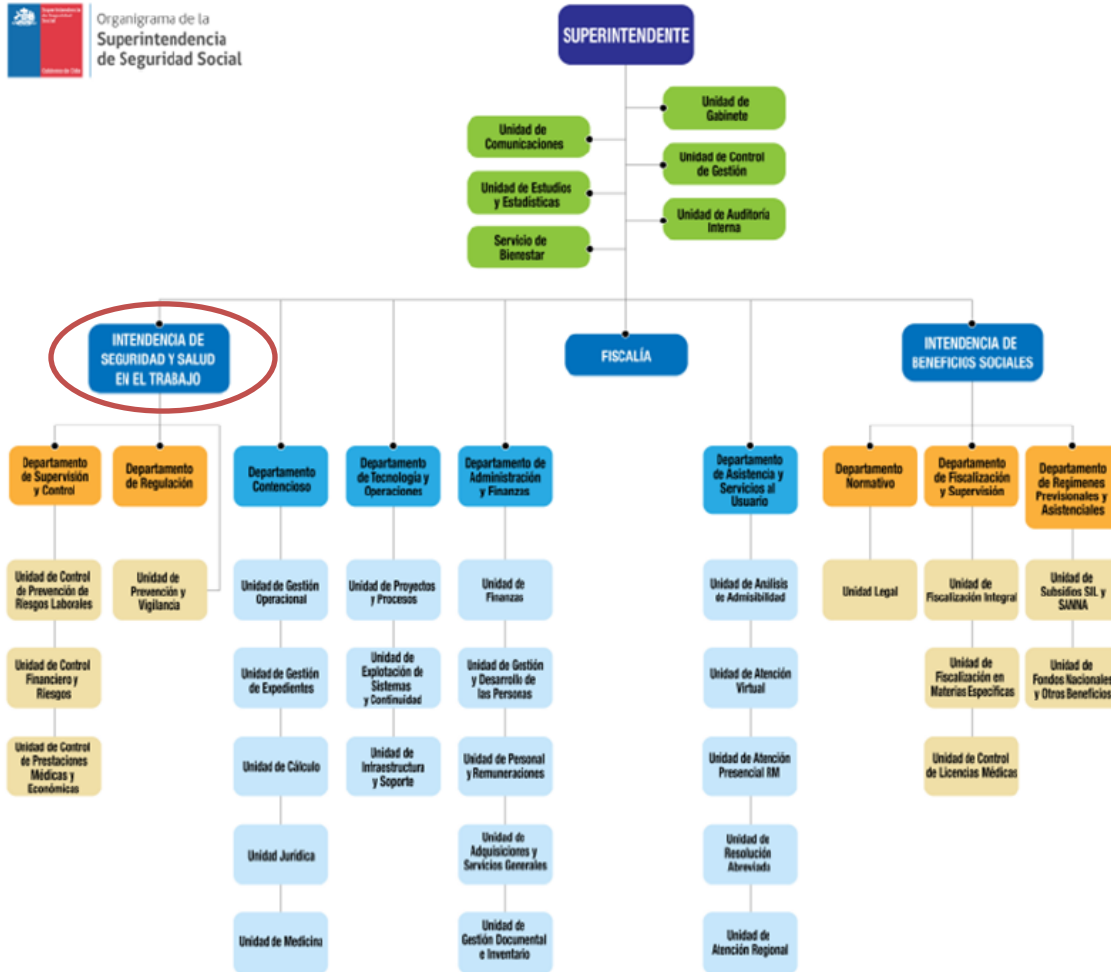 Organigrama de la
Superintendencia
de Seguridad Social
SUPERINTENDENTE
Unidad de
Gabinete
Unidad de
Comunicaciones
Unidad de Control
de Gestión
Unidad de Estudios
y Estadísticas
Unidad de Auditoría
Interna
Servicio de
Bienestar
INTENDENCIA DE
SEGURIDAD Y SALUD
EN EL TRABAJO
FISCALÍA
INTENDENCIA DE
BENEFICIOS SOCIALES
Departamento
de Supervisión
y Control
Departamento
de Regulación
Departamento
Contencioso
Departamento
de Tecnología y
Operaciones
Departamento de
Administración
y Finanzas
Departamento
de Asistencia y
Servicios al
Usuario
Departamento
Normativo
Departamento
de Fiscalización
y Supervisión
Departamento
de Regímenes
Previsionales y
Asistenciales
Unidad de Control
de Prevención de
Riesgos Laborales
Unidad de
Prevención y
Vigilancia
Unidad de Gestión
Operacional
Unidad de Proyectos
y Procesos
Unidad de
Finanzas
Unidad de Análisis
de Admisibilidad
Unidad Legal
Unidad de
Fiscalización Integral
Unidad de
Subsidios SIL y
SANNA
Unidad de Control
Financiero y
Riesgos
Unidad de Gestión
de Expedientes
Unidad de
Explotación de
Sistemas
y Continuidad
Unidad de Gestión
y Desarrollo de
las Personas
Unidad de Atención
Virtual
Unidad de
Fiscalización en
Materias Específicas
Unidad de
Fondos Nacionales
y Otros Beneficios
Unidad de Control
de Prestaciones
Médicas y
Económicas
Unidad de Cálculo
Unidad de
Infraestructura
y Soporte
Unidad de Personal
y Remuneraciones
Unidad de Atención
Presencial RM
Unidad de Control
de Licencias Médicas
Unidad Jurídica
Unidad de
Adquisiciones y
Servicios Generales
Unidad de
Resolución
Abreviada
Unidad de Medicina
Unidad de
Gestión Documental
e Inventario
Unidad de
Atención Regional